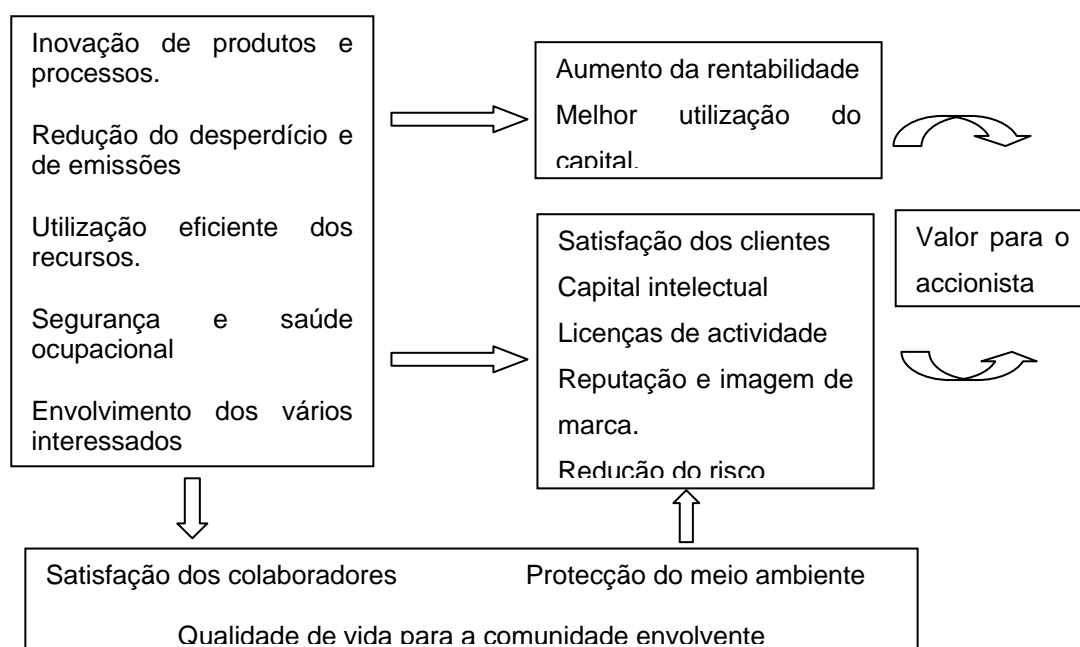 Inovação de produtos e
processos.
Redução do desperdício e
de emissões
Utilização eficiente dos
recursos.
Segurança e saúde
ocupacional
Envolvimento dos vários
interessados
Aumento da rentabilidade
Melhor utilização do
capital.
Satisfação dos clientes
Capital intelectual
Licenças de actividade
Reputação e imagem de
marca.
Redução do risco
Valor para o
accionista
Satisfação dos colaboradores Protecção do meio ambiente
Qualidade de vida para a comunidade envolvente